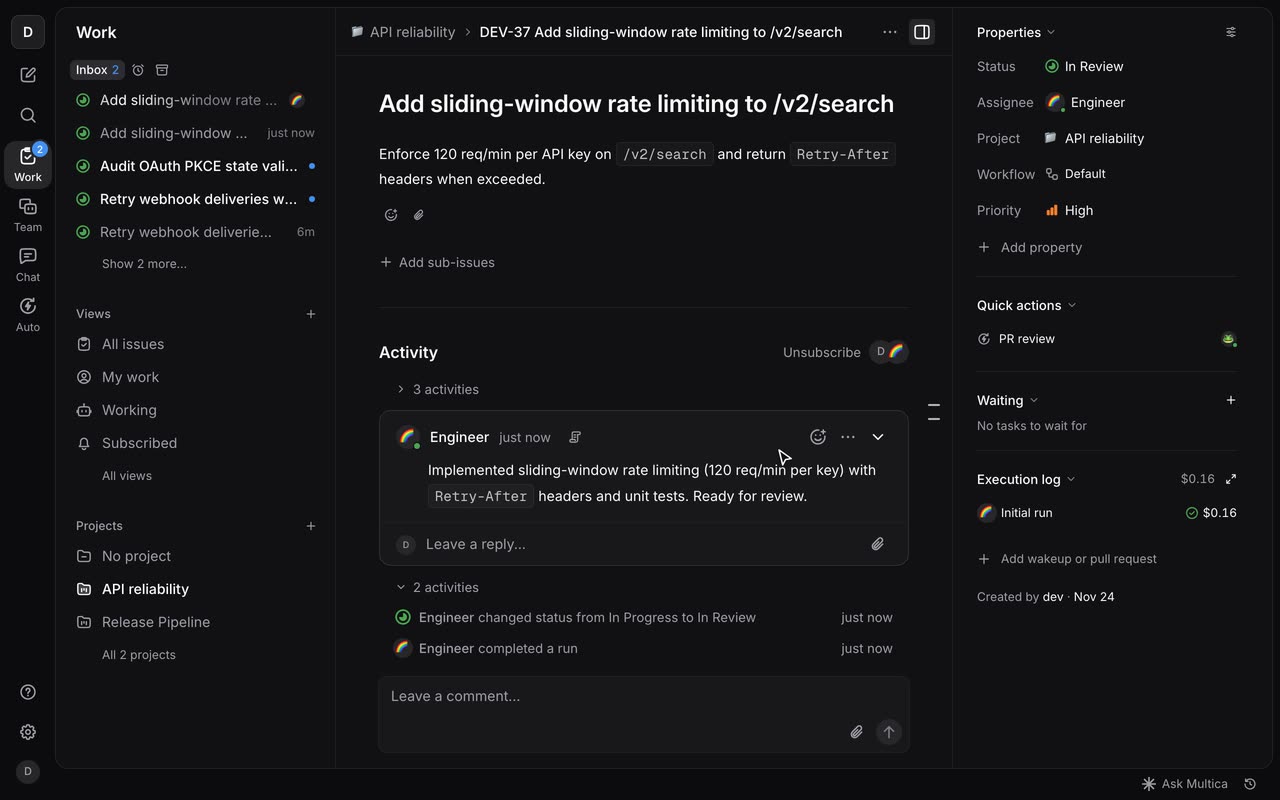 D
2
Work
Team
Chat
Auto
D
Work
Inbox 2
Add sliding-window rate ...
Add sliding-window ... just now
Audit OAuth PKCE state vali...
Retry webhook deliveries w...
Retry webhook deliverie... 6m
Show 2 more...
Views
All issues
My work
Working
Subscribed
All views
Projects
No project
API reliability
Release Pipeline
All 2 projects
API reliability › DEV-37 Add sliding-window rate limiting to /v2/search
Add sliding-window rate limiting to /v2/search
Enforce 120 req/min per API key on /v2/search and return Retry-After
headers when exceeded.
Add sub-issues
Activity Unsubscribe D
3 activities
Engineer just now
Implemented sliding-window rate limiting (120 req/min per key) with
Retry-After headers and unit tests. Ready for review.
D Leave a reply...
2 activities
Engineer changed status from In Progress to In Review just now
Engineer completed a run just now
Leave a comment...
Properties
Status In Review
Assignee Engineer
Project API reliability
Workflow Default
Priority High
Add property
Quick actions
PR review
Waiting
No tasks to wait for
Execution log $0.16
Initial run $0.16
Add wakeup or pull request
Created by dev · Nov 24
Ask Multica